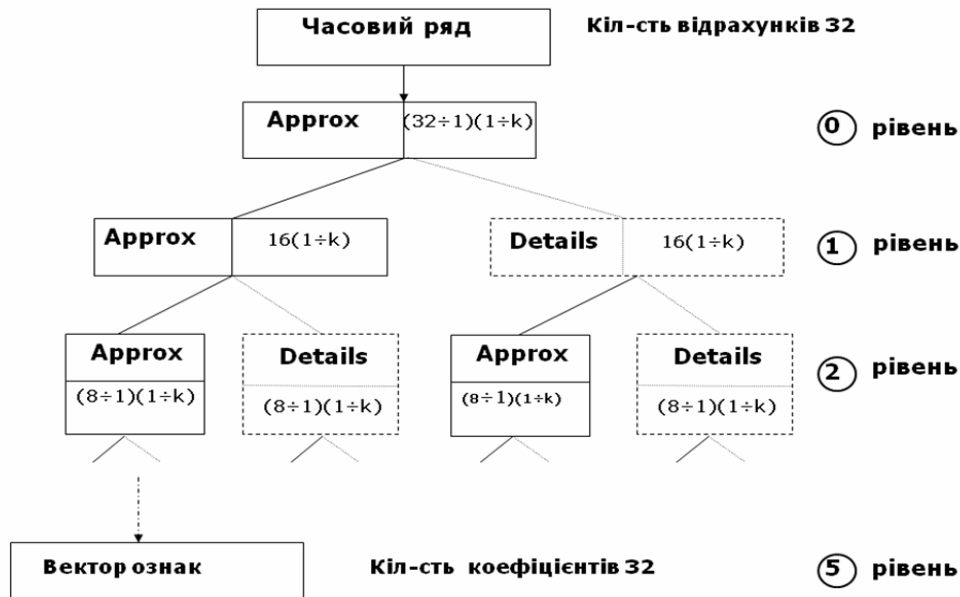 Часовий ряд Кіл-сть відрахунків 32
Approx (32÷1)(1÷k) 0 рівень
Approx 16(1÷k) Details 16(1÷k) 1 рівень
Approx Details Approx Details 2 рівень
(8÷1)(1÷k) (8÷1)(1÷k) (8÷1)(1÷k) (8÷1)(1÷k)
Вектор ознак Кіл-сть коефіцієнтів 32 5 рівень